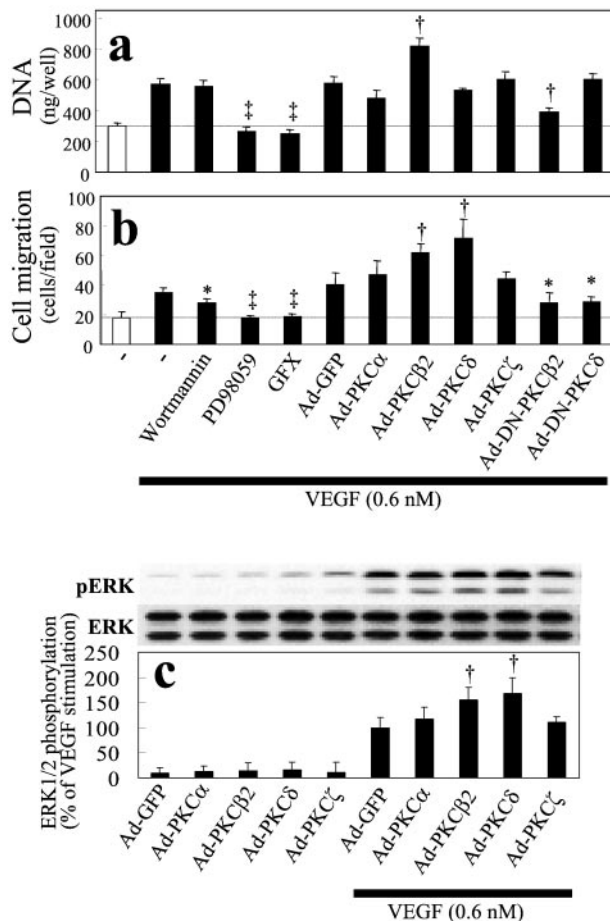 a
DNA
(ng/well)
1000
800
600
400
200
0
‡
‡
†
†
b
Cell migration
(cells/field)
100
80
60
40
20
0
*
‡
‡
†
†
*
*
-
-
Wortmannin
PD98059
GFX
Ad-GFP
Ad-PKCα
Ad-PKCβ2
Ad-PKCδ
Ad-PKCζ
Ad-DN-PKCβ2
Ad-DN-PKCδ
VEGF (0.6 nM)
pERK
ERK
c
ERK1/2 phosphorylation
(% of VEGF stimulation)
250
200
150
100
50
0
†
†
Ad-GFP
Ad-PKCα
Ad-PKCβ2
Ad-PKCδ
Ad-PKCζ
Ad-GFP
Ad-PKCα
Ad-PKCβ2
Ad-PKCδ
Ad-PKCζ
VEGF (0.6 nM)